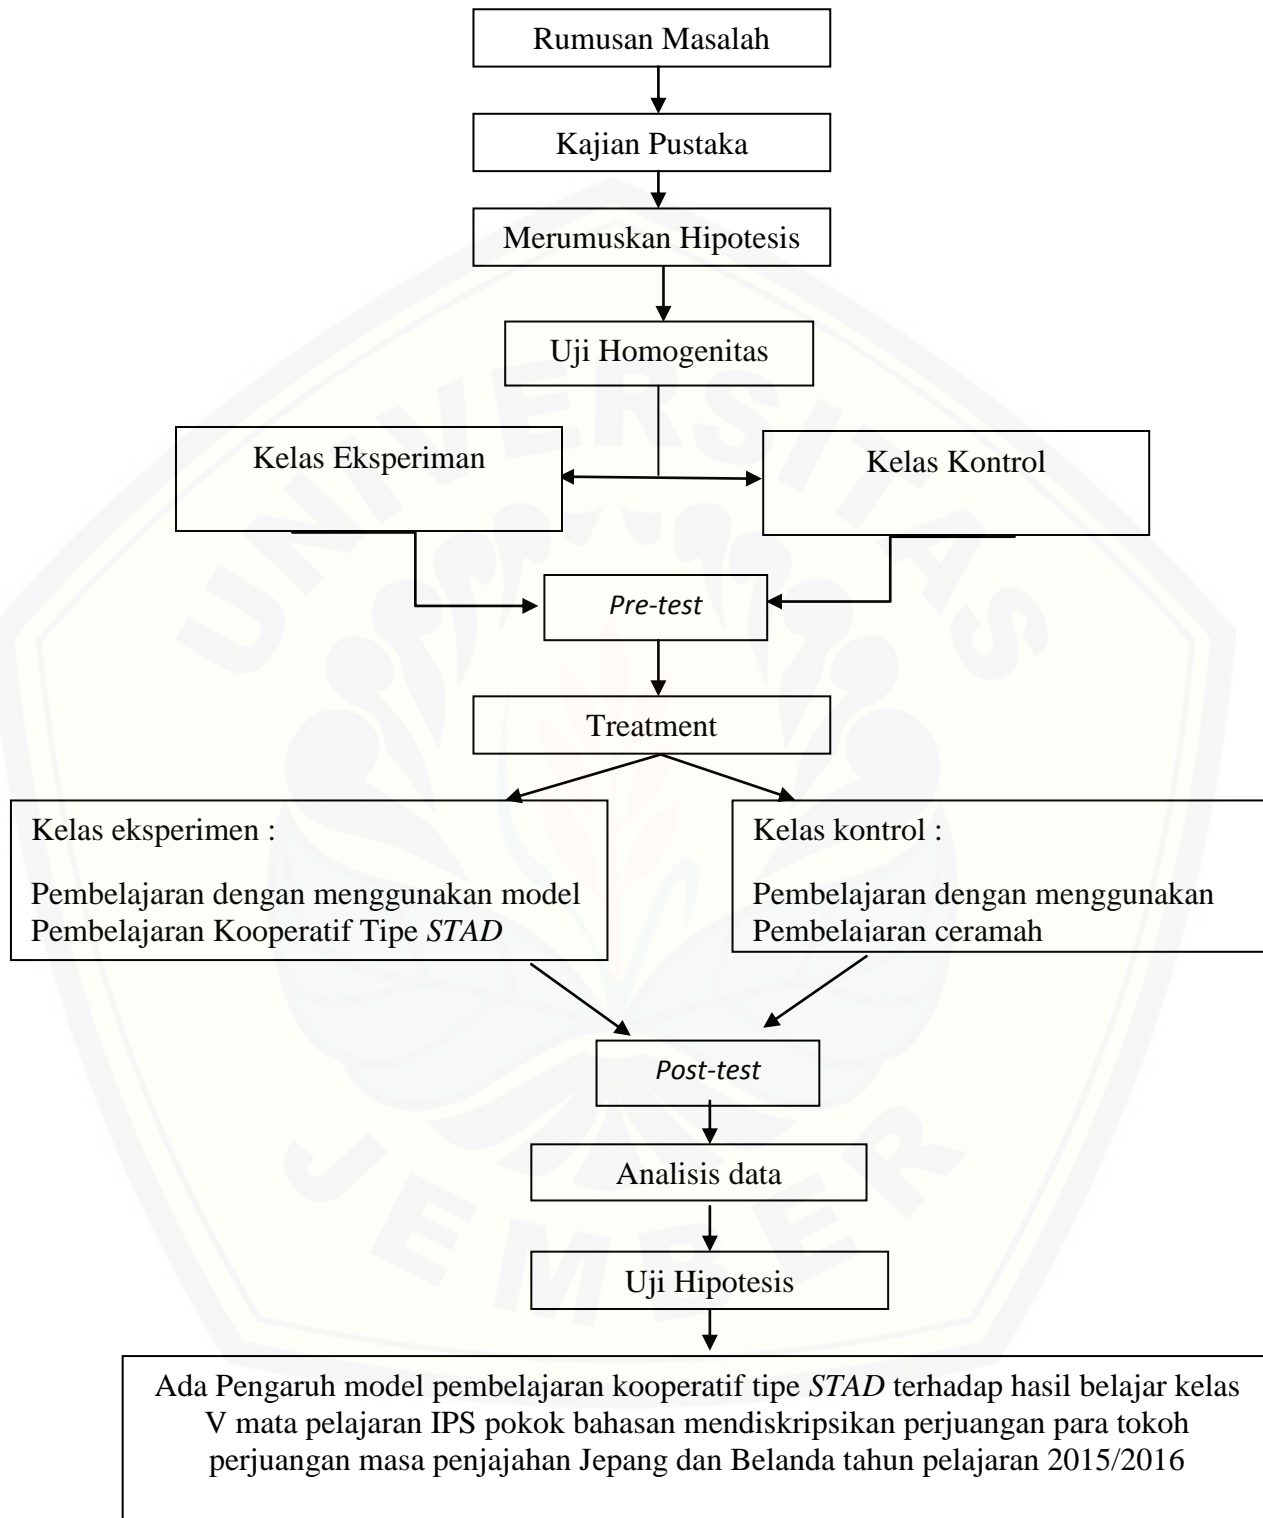 Rumusan Masalah
Kajian Pustaka
Merumuskan Hipotesis
Uji Homogenitas
Kelas Eksperiman
Kelas Kontrol
Pre-test
Treatment
Kelas eksperimen :
Pembelajaran dengan menggunakan model
Pembelajaran Kooperatif Tipe STAD
Kelas kontrol :
Pembelajaran dengan menggunakan
Pembelajaran ceramah
Post-test
Analisis data
Uji Hipotesis
Ada Pengaruh model pembelajaran kooperatif tipe STAD terhadap hasil belajar kelas
V mata pelajaran IPS pokok bahasan mendiskripsikan perjuangan para tokoh
perjuangan masa penjajahan Jepang dan Belanda tahun pelajaran 2015/2016
UNIVERSITAS
JEMBER